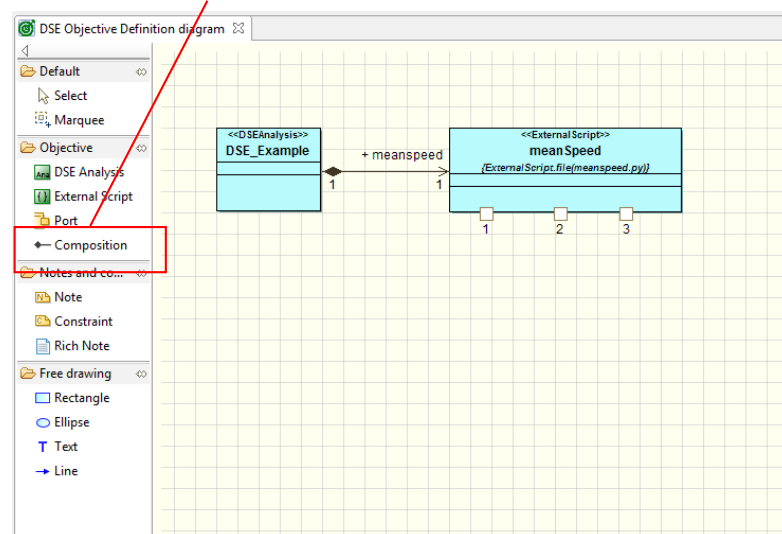 DSE Objective Definition diagram
Default
Select
Marquee
Objective
Ana DSE Analysis
External Script
Port
Composition
Notes and co...
Note
Constraint
Rich Note
Free drawing
Rectangle
Ellipse
T Text
Line
<<DSEAnalysis>>
DSE_Example
+ meanspeed
1
1
<<ExternalScript>>
meanSpeed
{ExternalScript.file(meanspeed.py)}
1 2 3